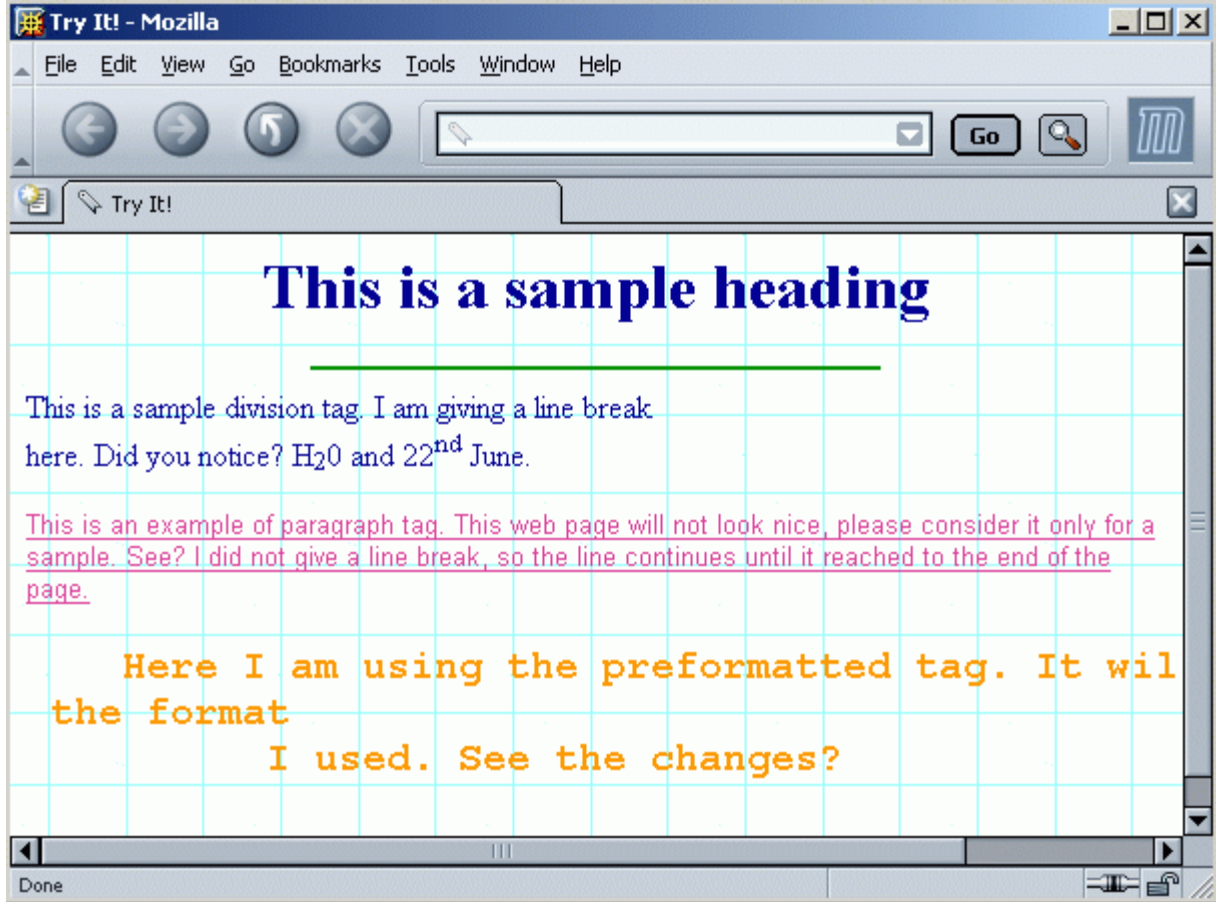 Try It! - Mozilla
File Edit View Go Bookmarks Tools Window Help
Go
Try It!
This is a sample heading
This is a sample division tag. I am giving a line break
here. Did you notice? H₂0 and 22ⁿᵈ June.
This is an example of paragraph tag. This web page will not look nice, please consider it only for a
sample. See? I did not give a line break, so the line continues until it reached to the end of the
page.
Here I am using the preformatted tag. It wil
the format
I used. See the changes?
Done